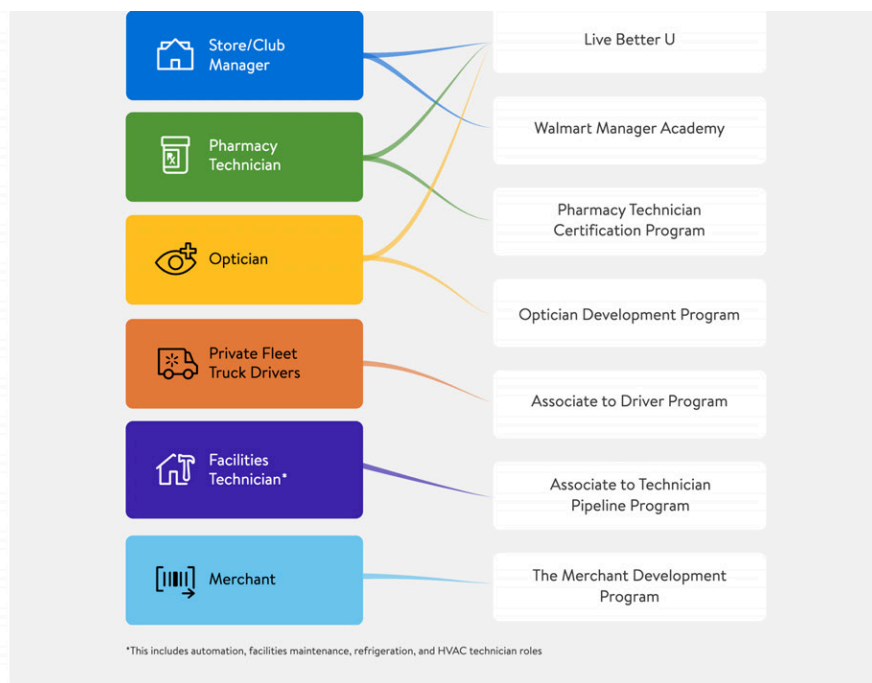 Store/Club
Manager
Live Better U
Walmart Manager Academy
Pharmacy
Technician
Pharmacy Technician
Certification Program
Optician
Optician Development Program
Private Fleet
Truck Drivers
Associate to Driver Program
Facilities
Technician*
Associate to Technician
Pipeline Program
Merchant
The Merchant Development
Program
*This includes automation, facilities maintenance, refrigeration, and HVAC technician roles